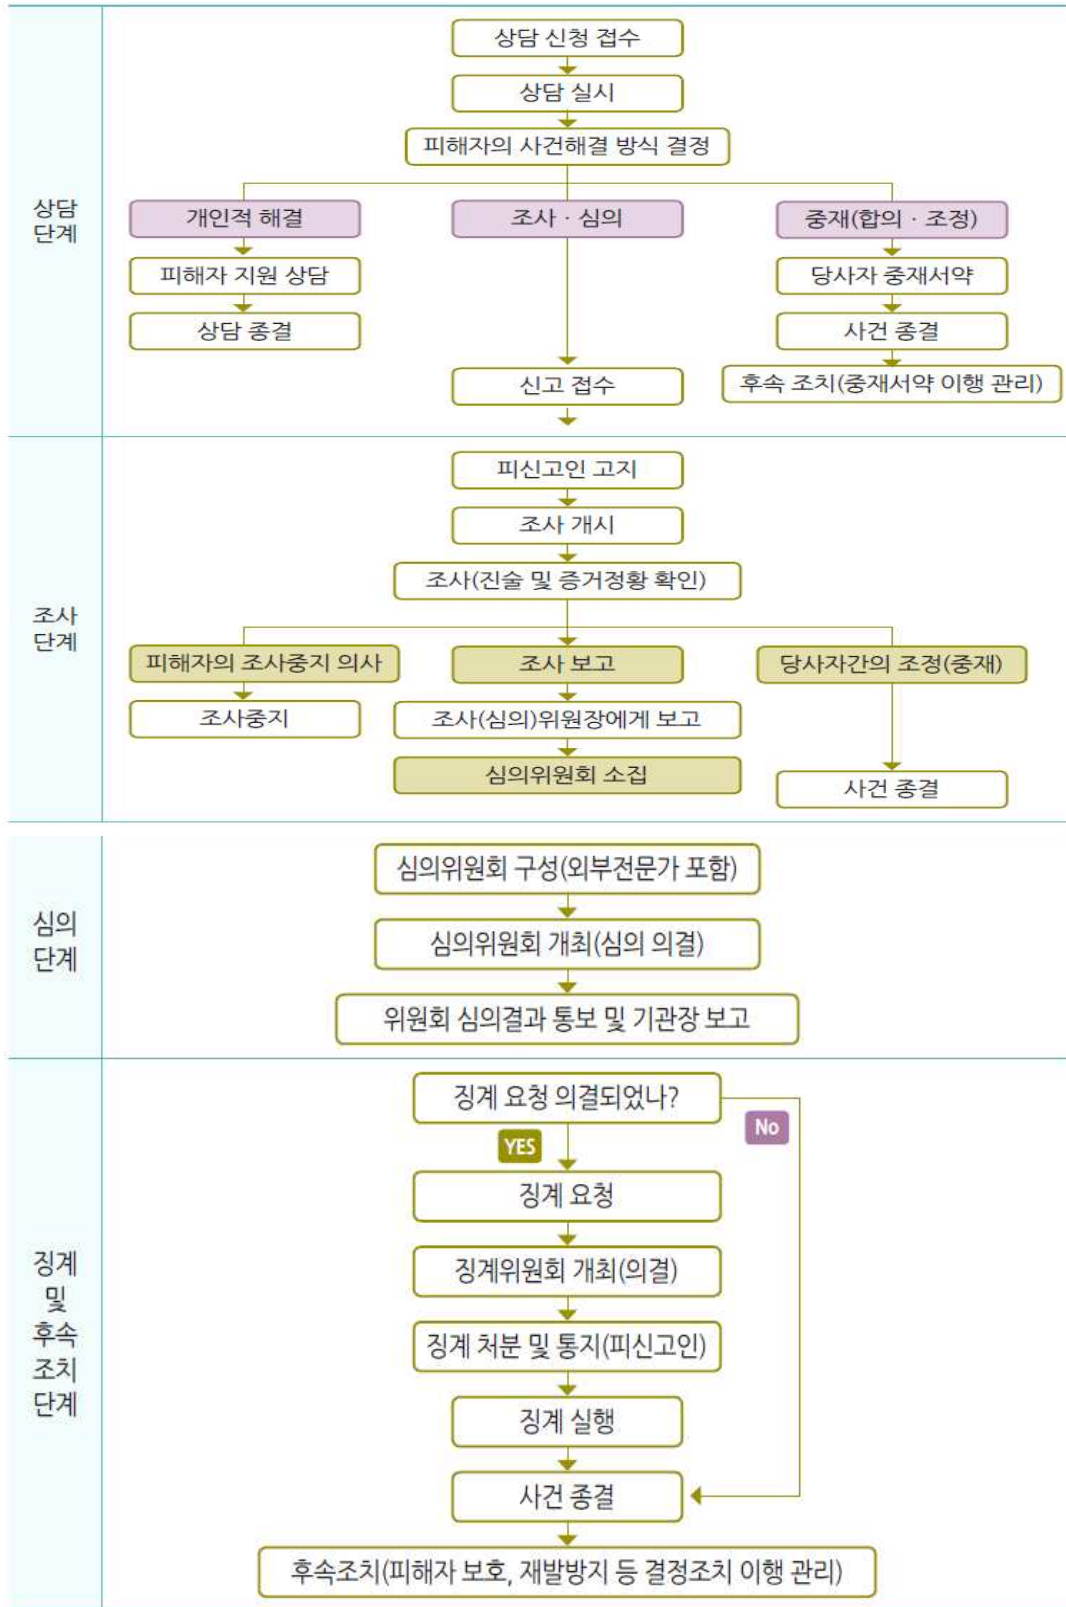 상담
단계
상담 신청 접수
상담 실시
피해자의 사건해결 방식 결정
개인적 해결
조사 · 심의
중재(합의 · 조정)
피해자 지원 상담
당사자 중재서약
상담 종결
사건 종결
신고 접수
후속 조치(중재서약 이행 관리)
조사
단계
피신고인 고지
조사 개시
조사(진술 및 증거정황 확인)
피해자의 조사중지 의사
조사 보고
당사자간의 조정(중재)
조사중지
조사(심의)위원장에게 보고
심의위원회 소집
사건 종결
심의
단계
심의위원회 구성(외부전문가 포함)
심의위원회 개최(심의 의결)
위원회 심의결과 통보 및 기관장 보고
징계
및
후속
조치
단계
징계 요청 의결되었나?
No
YES
징계 요청
징계위원회 개최(의결)
징계 처분 및 통지(피신고인)
징계 실행
사건 종결
후속조치(피해자 보호, 재발방지 등 결정조치 이행 관리)